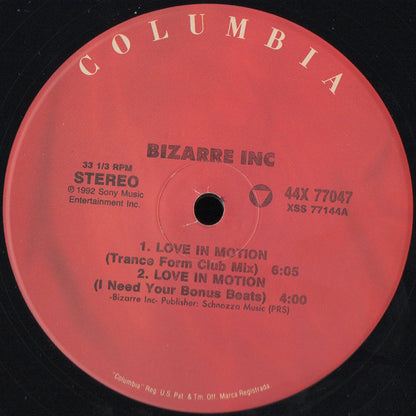 COLUMBIA
BIZARRE INC
33 1/3 RPM
STEREO
℗1992 Sony Music
Entertainment Inc.
44X 77047
XSS 77144A
1. LOVE IN MOTION
(Trance Form Club Mix) 6:05
2. LOVE IN MOTION
(I Need Your Bonus Beats) 4:00
-Bizarre Inc- Publisher: Schnozza Music (PRS)
"Columbia" Reg. U.S. Pat. & Tm. Off. Marca Registrada.